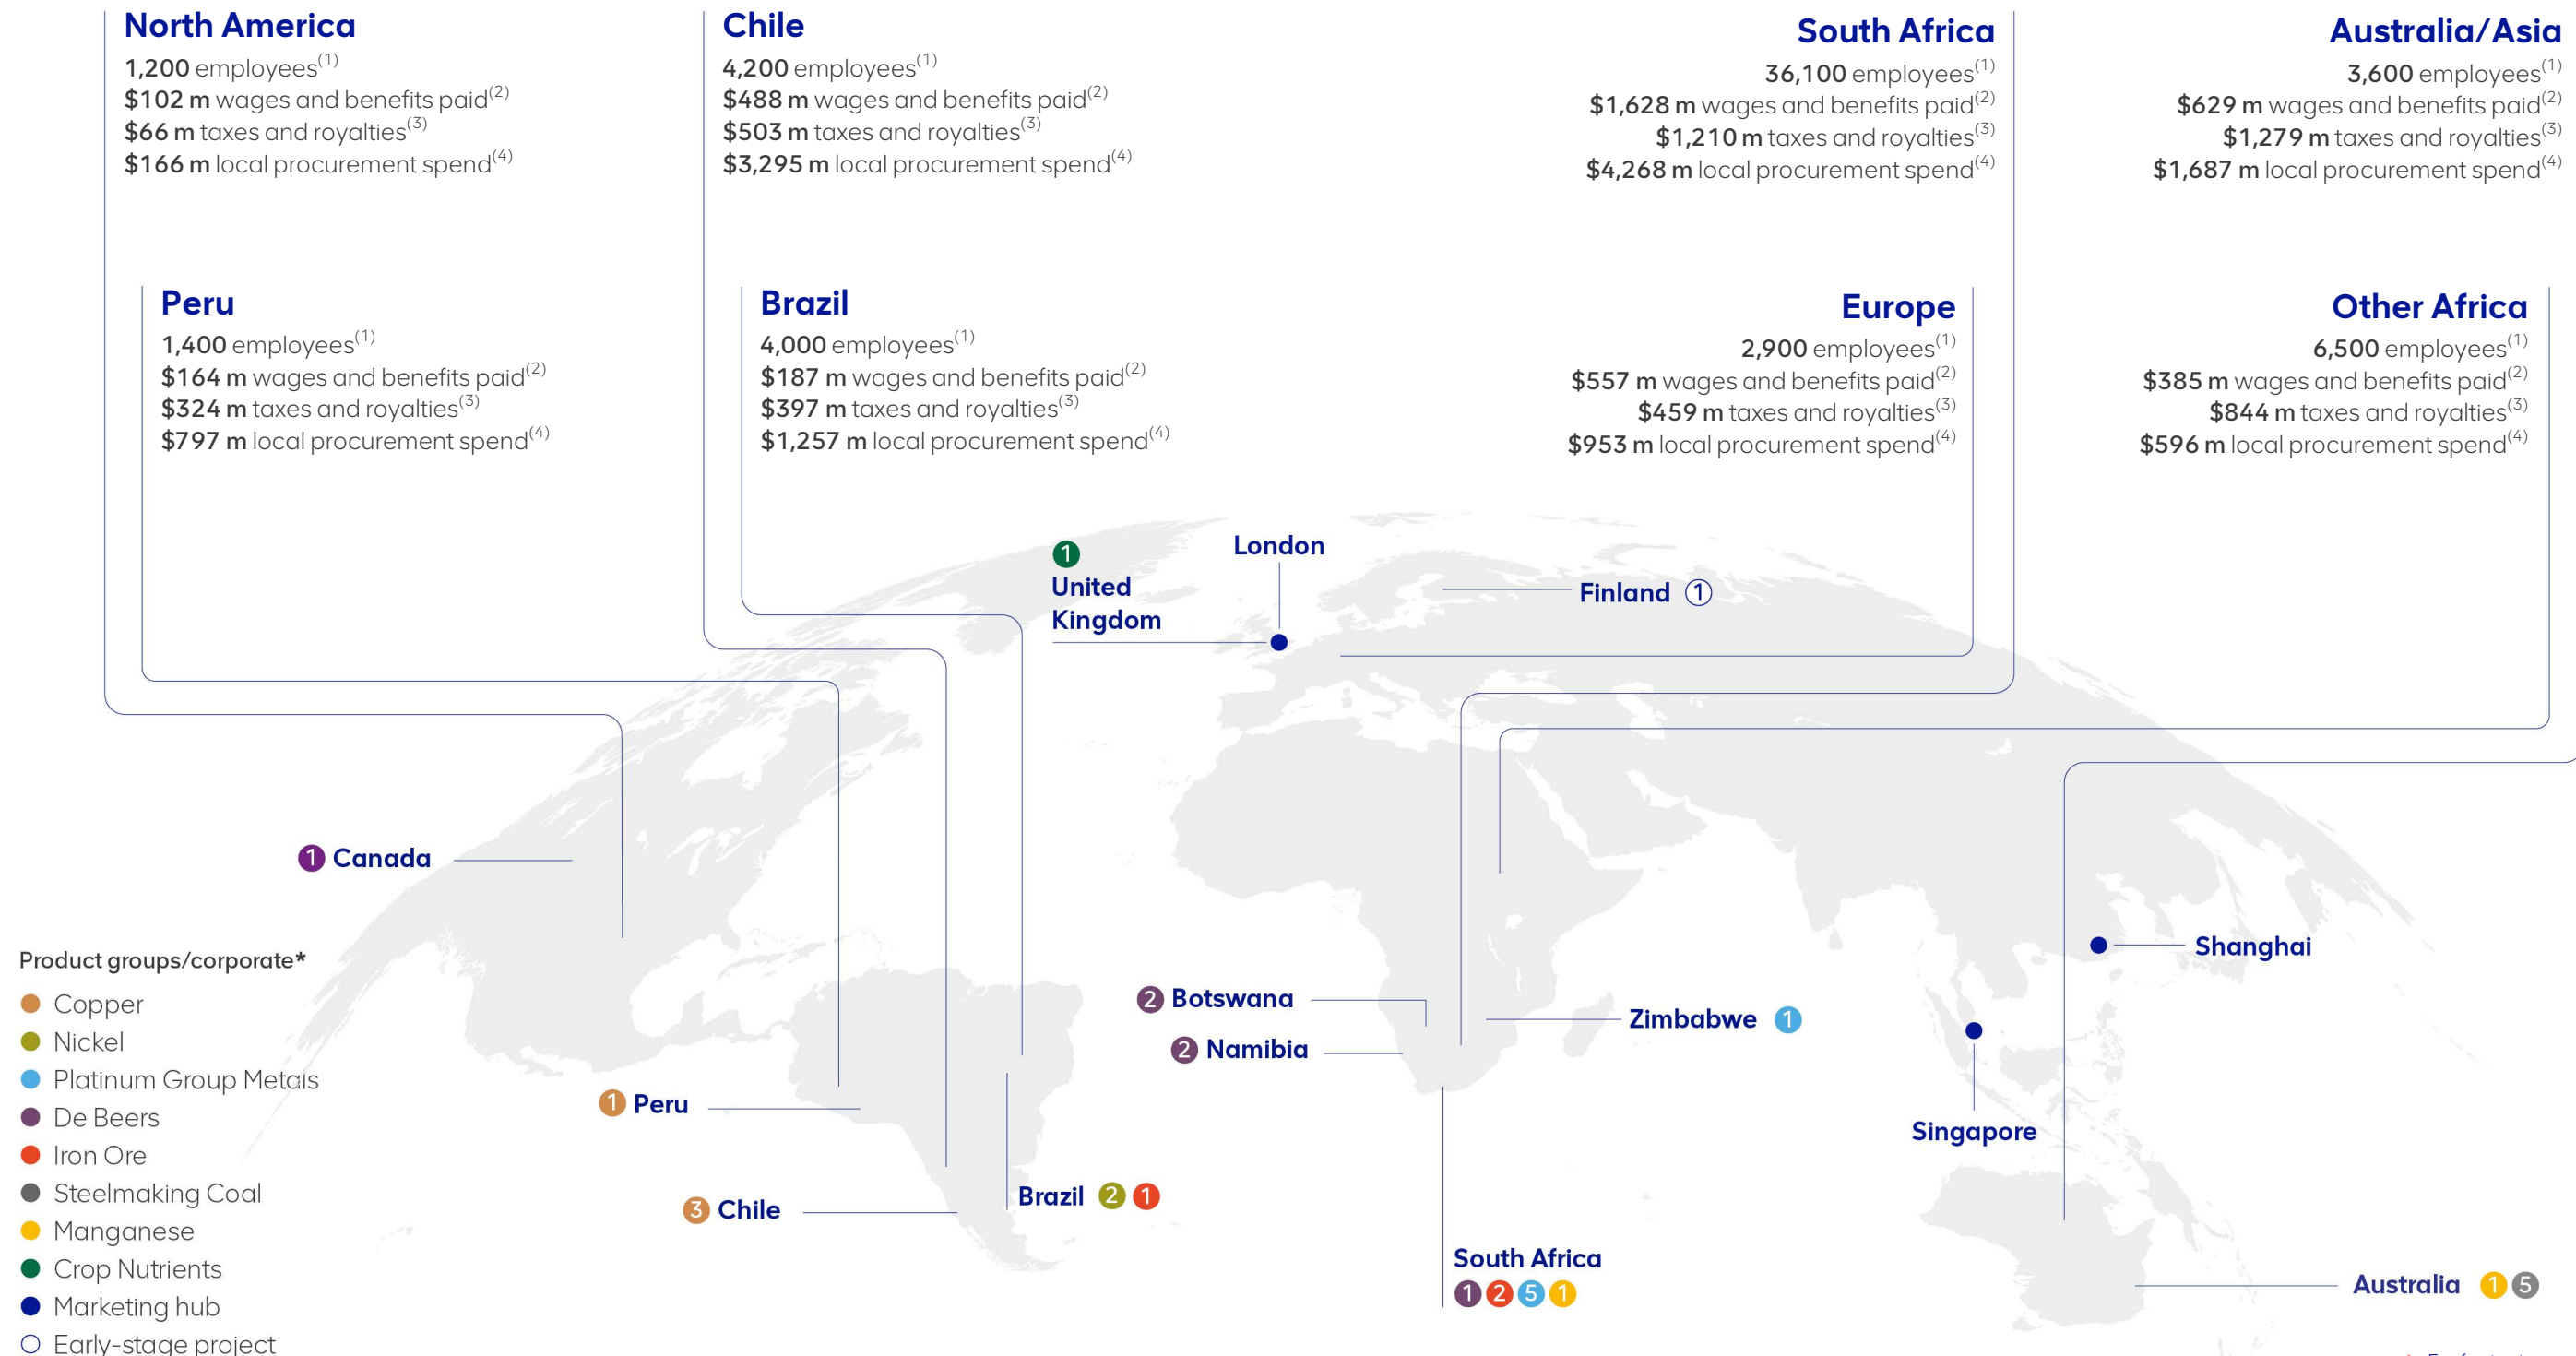 North America
1,200 employees(1)
$102 m wages and benefits paid(2)
$66 m taxes and royalties(3)
$166 m local procurement spend(4)
Chile
4,200 employees(1)
$488 m wages and benefits paid(2)
$503 m taxes and royalties(3)
$3,295 m local procurement spend(4)
South Africa
36,100 employees(1)
$1,628 m wages and benefits paid(2)
$1,210 m taxes and royalties(3)
$4,268 m local procurement spend(4)
Australia/Asia
3,600 employees(1)
$629 m wages and benefits paid(2)
$1,279 m taxes and royalties(3)
$1,687 m local procurement spend(4)
Peru
1,400 employees(1)
$164 m wages and benefits paid(2)
$324 m taxes and royalties(3)
$797 m local procurement spend(4)
Brazil
4,000 employees(1)
$187 m wages and benefits paid(2)
$397 m taxes and royalties(3)
$1,257 m local procurement spend(4)
Europe
2,900 employees(1)
$557 m wages and benefits paid(2)
$459 m taxes and royalties(3)
$953 m local procurement spend(4)
Other Africa
6,500 employees(1)
$385 m wages and benefits paid(2)
$844 m taxes and royalties(3)
$596 m local procurement spend(4)
1
United
Kingdom
London
Finland 1
1 Canada
Shanghai
2 Botswana
Zimbabwe 1
2 Namibia
1 Peru
Singapore
Brazil 2 1
3 Chile
South Africa
1 2 5 1
Australia 1 5
Product groups/corporate*
Copper
Nickel
Platinum Group Metals
De Beers
Iron Ore
Steelmaking Coal
Manganese
Crop Nutrients
Marketing hub
Early-stage project